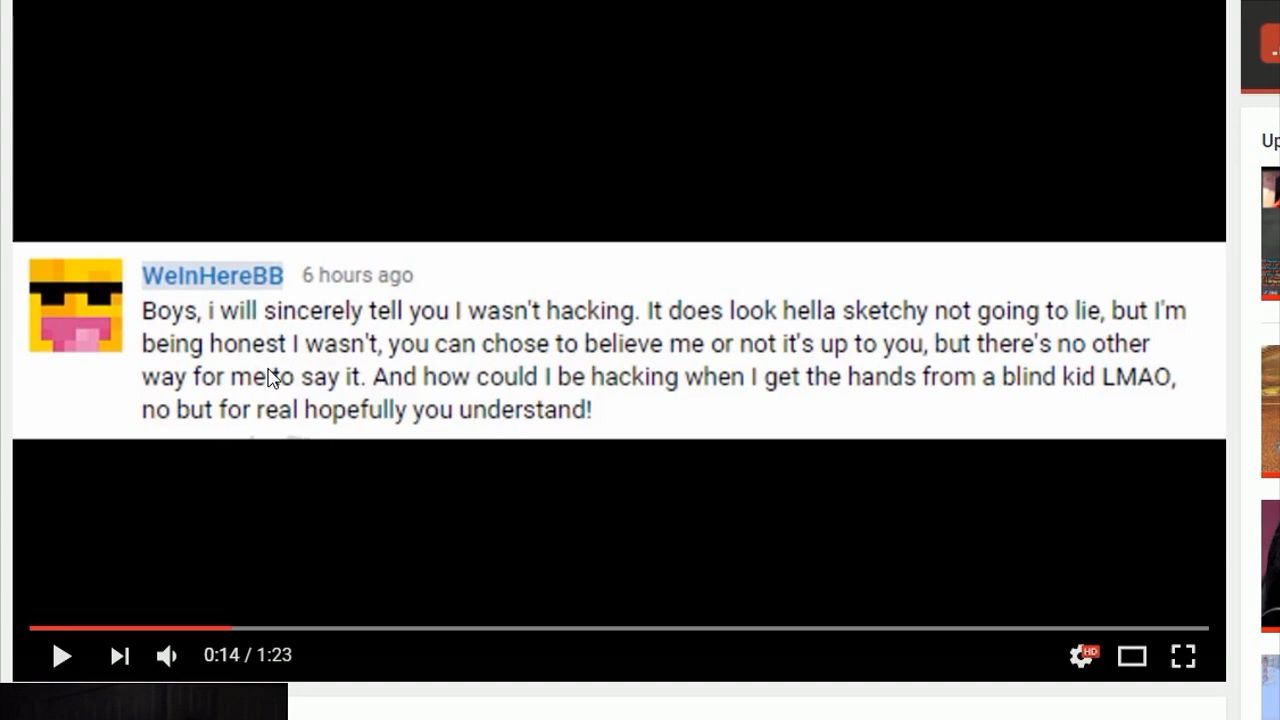 WeInHereBB 6 hours ago
Boys, i will sincerely tell you I wasn't hacking. It does look hella sketchy not going to lie, but I'm
being honest I wasn't, you can chose to believe me or not it's up to you, but there's no other
way for me to say it. And how could I be hacking when I get the hands from a blind kid LMAO,
no but for real hopefully you understand!
0:14 / 1:23
HD
Up